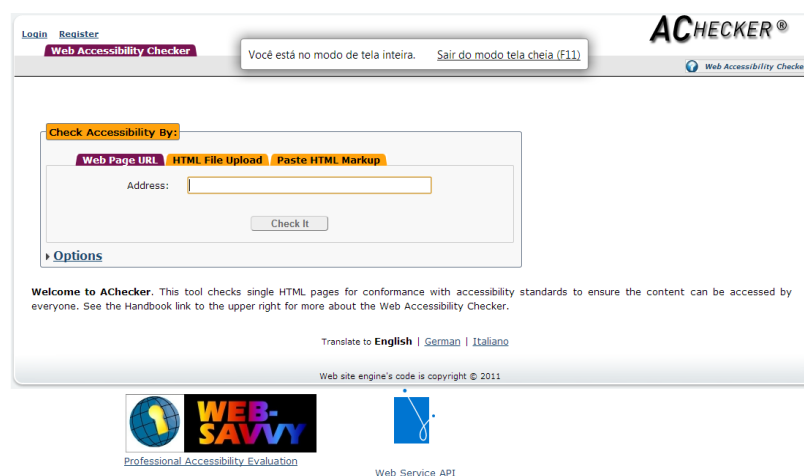 Login Register
ACHECKER ®
Web Accessibility Checker
Você está no modo de tela inteira. Sair do modo tela cheia (F11)
Web Accessibility Checke
Check Accessibility By:
Web Page URL HTML File Upload Paste HTML Markup
Address:
Check It
Options
Welcome to AChecker. This tool checks single HTML pages for conformance with accessibility standards to ensure the content can be accessed by
everyone. See the Handbook link to the upper right for more about the Web Accessibility Checker.
Translate to English | German | Italiano
Web site engine's code is copyright © 2011
WEB-
SAVVY
Professional Accessibility Evaluation
Web Service API